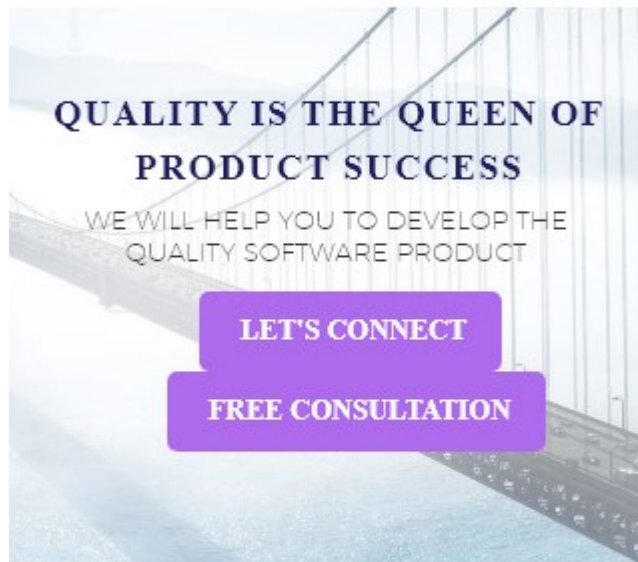 QUALITY IS THE QUEEN OF
PRODUCT SUCCESS
WE WILL HELP YOU TO DEVELOP THE
QUALITY SOFTWARE PRODUCT
LET'S CONNECT
FREE CONSULTATION